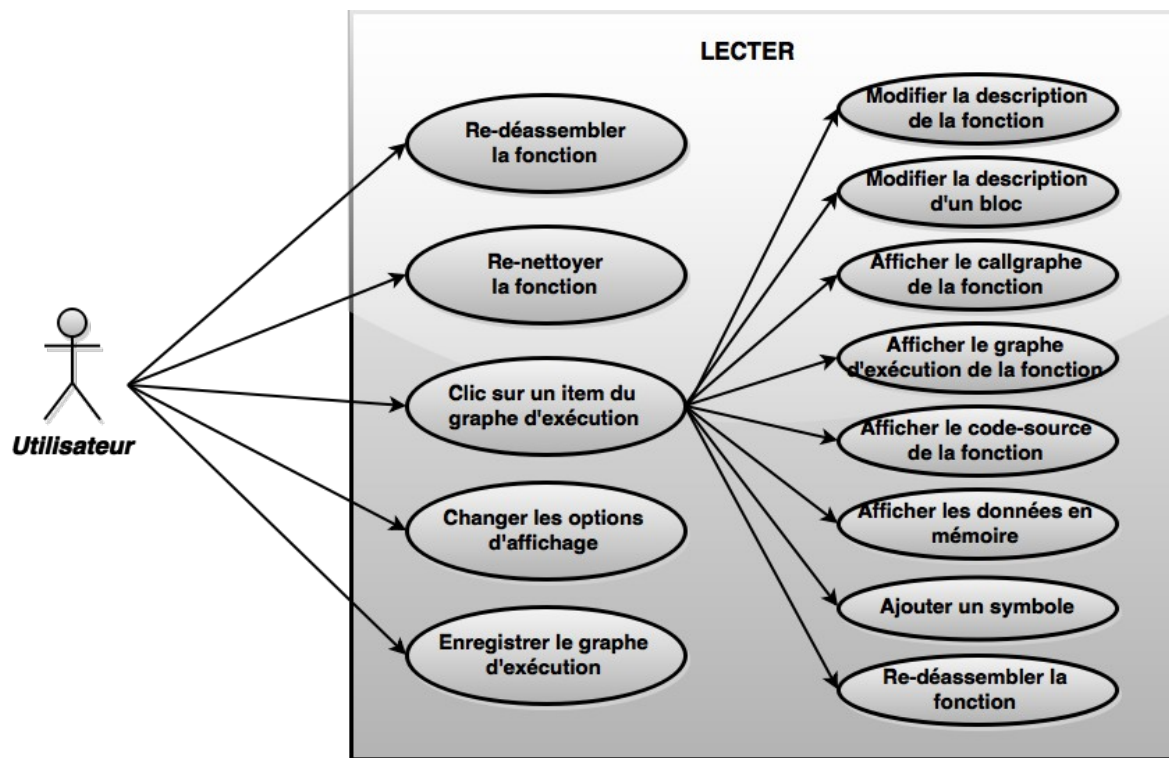 LECTER
Re-déassembler
la fonction
Re-nettoyer
la fonction
Clic sur un item du
graphe d'exécution
Changer les options
d'affichage
Enregistrer le graphe
d'exécution
Utilisateur
Modifier la description
de la fonction
Modifier la description
d'un bloc
Afficher le callgraphe
de la fonction
Afficher le graphe
d'exécution de la fonction
Afficher le code-source
de la fonction
Afficher les données en
mémoire
Ajouter un symbole
Re-déassembler la
fonction